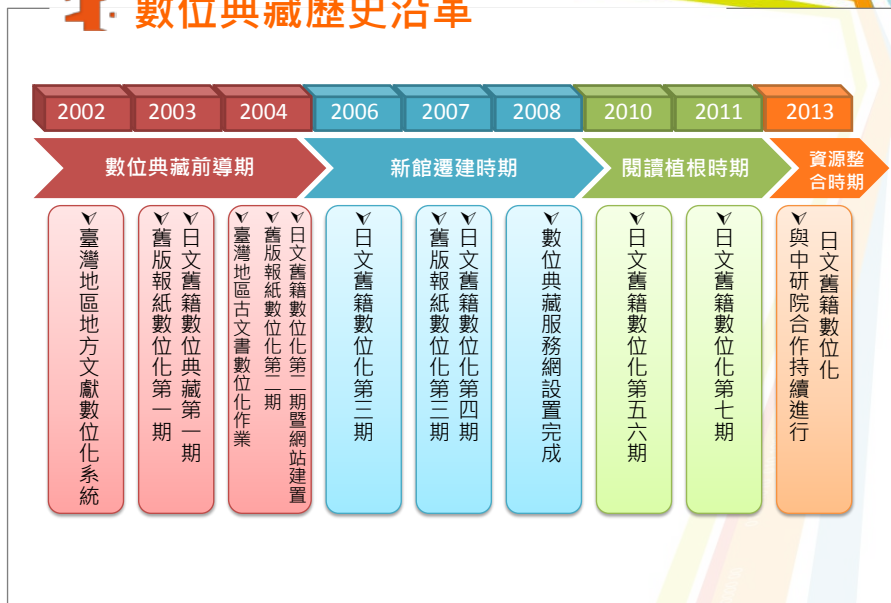 數位典藏歷史沿革
2002
2003
2004
2006
2007
2008
2010
2011
2013
數位典藏前導期
新館遷建時期
閱讀植根時期
資源整
合時期
臺灣地區地方文獻數位化系統
日文舊籍數位典藏第一期
舊版報紙數位化第一期
日文舊籍數位化第二期暨網站建置
舊版報紙數位化第二期
臺灣地區古文書數位化作業
日文舊籍數位化第三期
日文舊籍數位化第四期
舊版報紙數位化第三期
數位典藏服務網設置完成
日文舊籍數位化第五六期
日文舊籍數位化第七期
日文舊籍數位化
與中研院合作持續進行